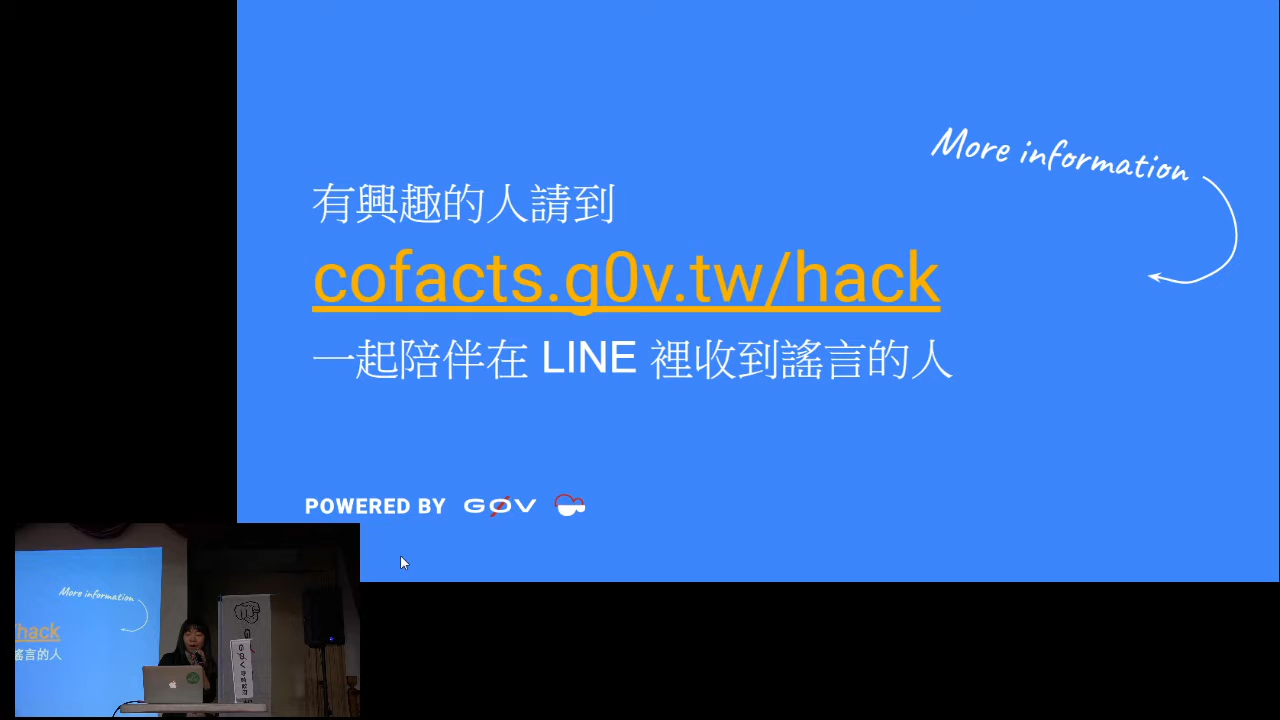 More information
有興趣的人請到
cofacts.g0v.tw/hack
一起陪伴在 LINE 裡收到謠言的人
POWERED BY G0V
More information
/hack
謠言的人